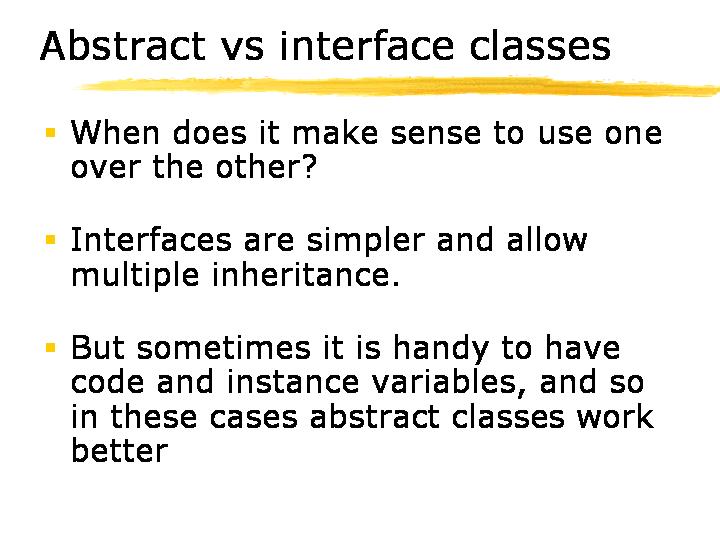 Abstract vs interface classes
▪ When does it make sense to use one
over the other?
▪ Interfaces are simpler and allow
multiple inheritance.
▪ But sometimes it is handy to have
code and instance variables, and so
in these cases abstract classes work
better